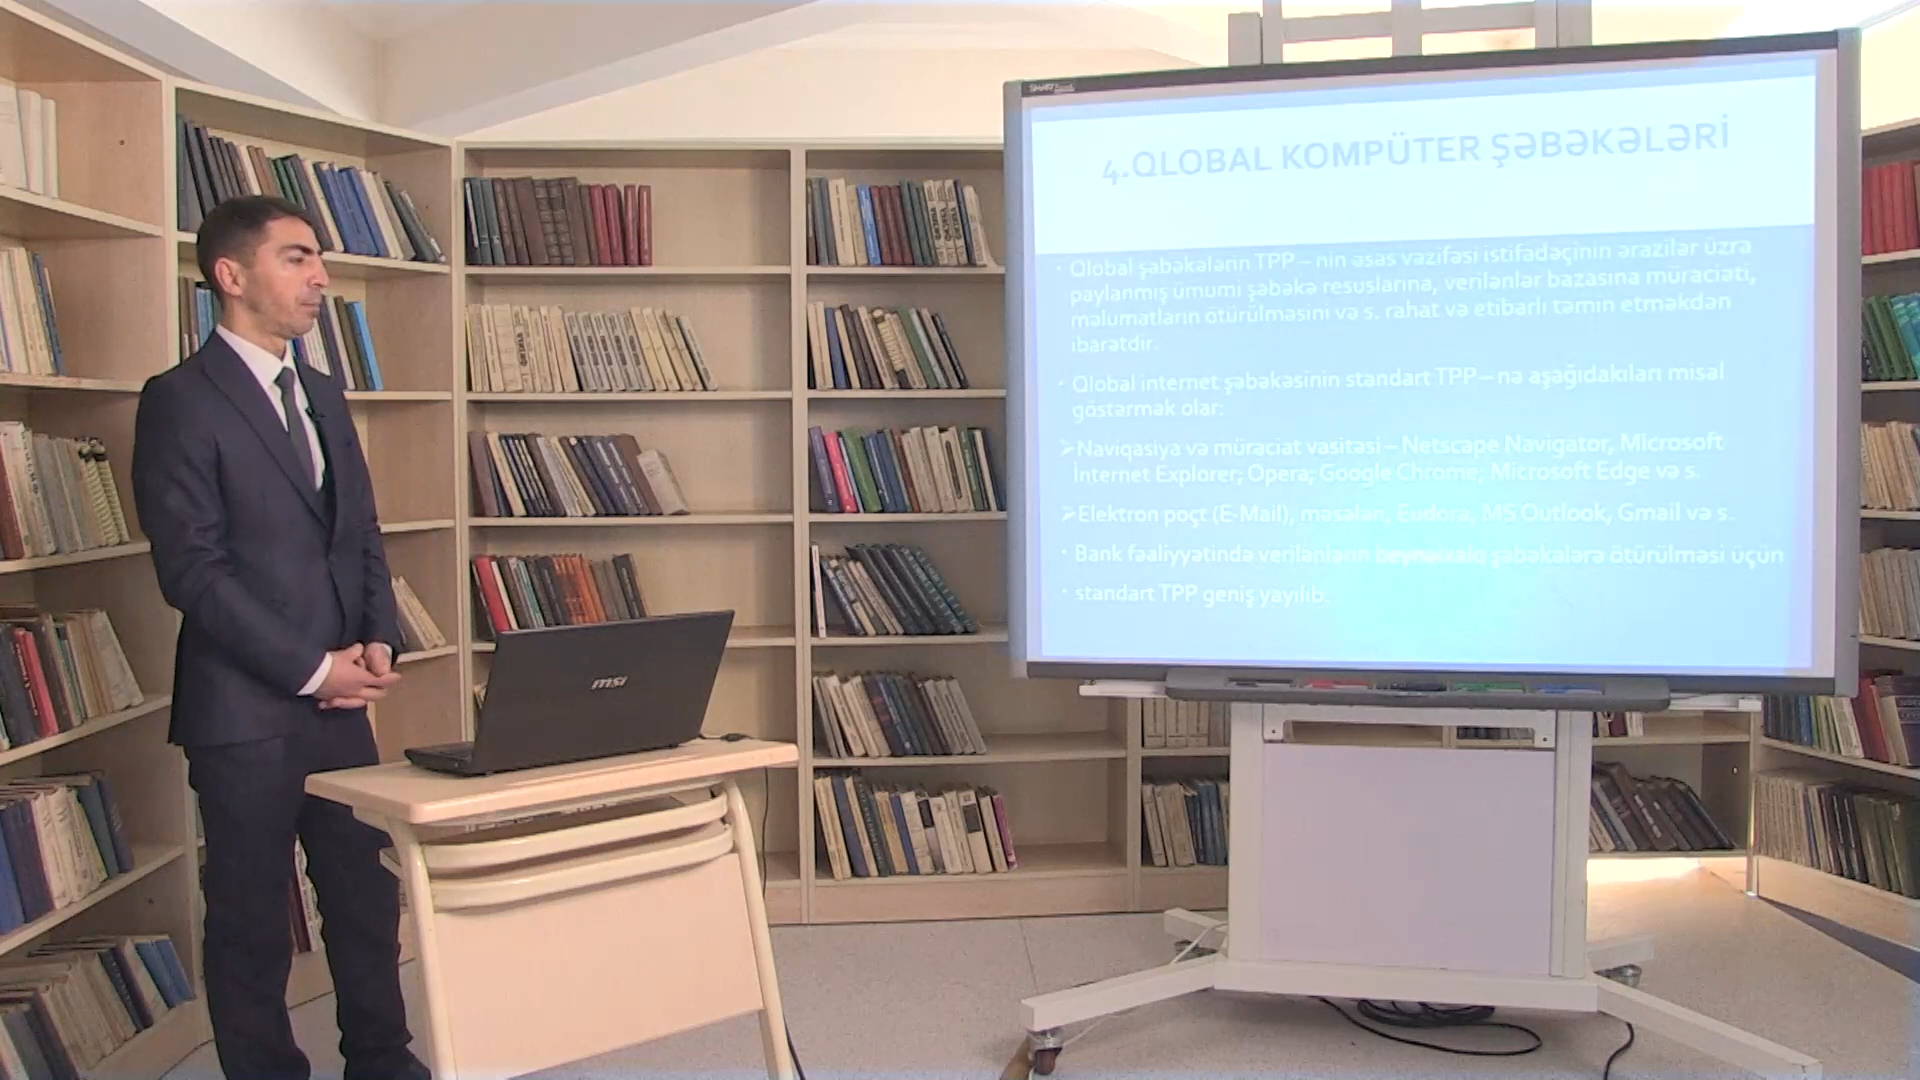 SMART
4.QLOBAL KOMPÜTER ŞƏBƏKƏLƏRİ
• Qlobal şəbəkələrin TPP – nin əsas vəzifəsi istifadəçinin ərazilər üzrə
paylanmış ümumi şəbəkə resuslarına, verilənlər bazasına müraciəti,
məlumatların ötürülməsini və s. rahat və etibarlı təmin etməkdən
ibarətdir.
• Qlobal internet şəbəkəsinin standart TPP – nə aşağıdakıları misal
göstərmək olar:
➢Naviqasiya və müraciət vasitəsi – Netscape Navigator, Microsoft
İnternet Explorer; Opera; Google Chrome; Microsoft Edge və s.
➢Elektron poçt (E-Mail), məsələn, Eudora, MS Outlook, Gmail və s.
• Bank fəaliyyətində verilənlərin beynəlxalq şəbəkələrə ötürülməsi üçün
• standart TPP geniş yayılıb.
msi